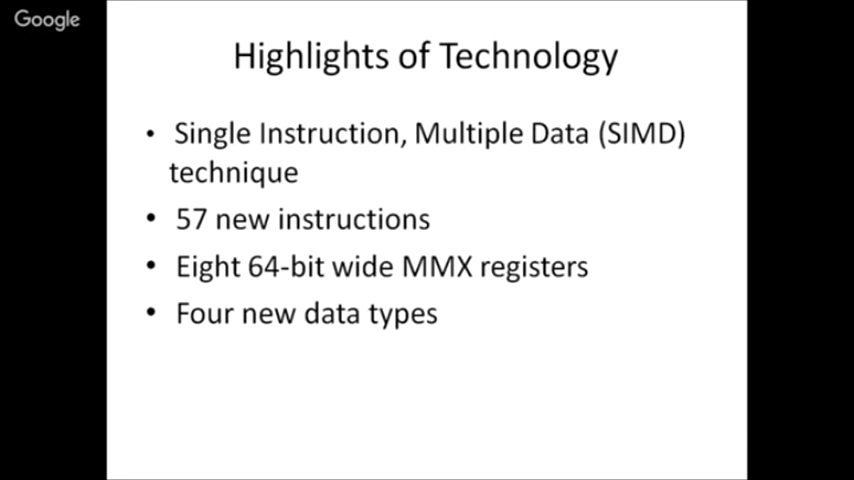 Google
Highlights of Technology
• Single Instruction, Multiple Data (SIMD)
technique
• 57 new instructions
• Eight 64-bit wide MMX registers
• Four new data types